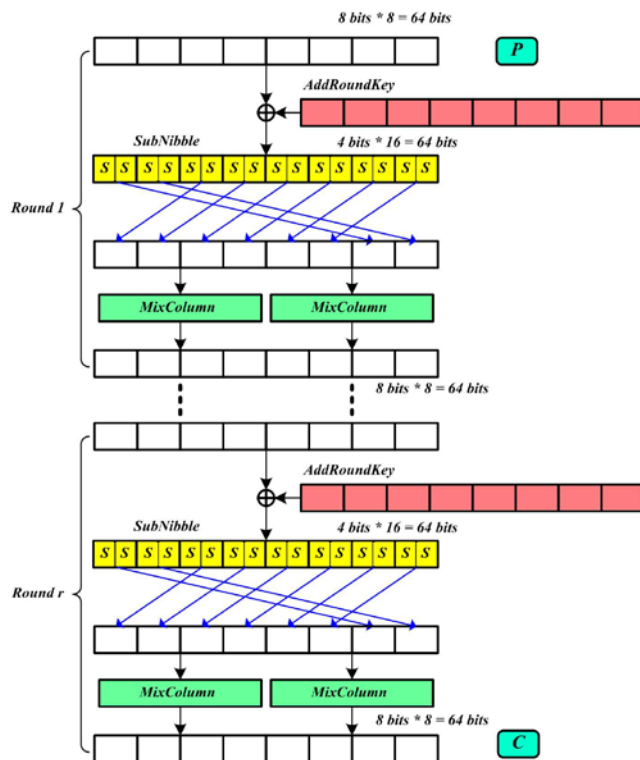 8 bits * 8 = 64 bits
P
AddRoundKey
SubNibble
4 bits * 16 = 64 bits
S S S S S S S S S S S S S S S S
Round 1
MixColumn MixColumn
8 bits * 8 = 64 bits
AddRoundKey
SubNibble
4 bits * 16 = 64 bits
S S S S S S S S S S S S S S S S
Round r
MixColumn MixColumn
8 bits * 8 = 64 bits
C